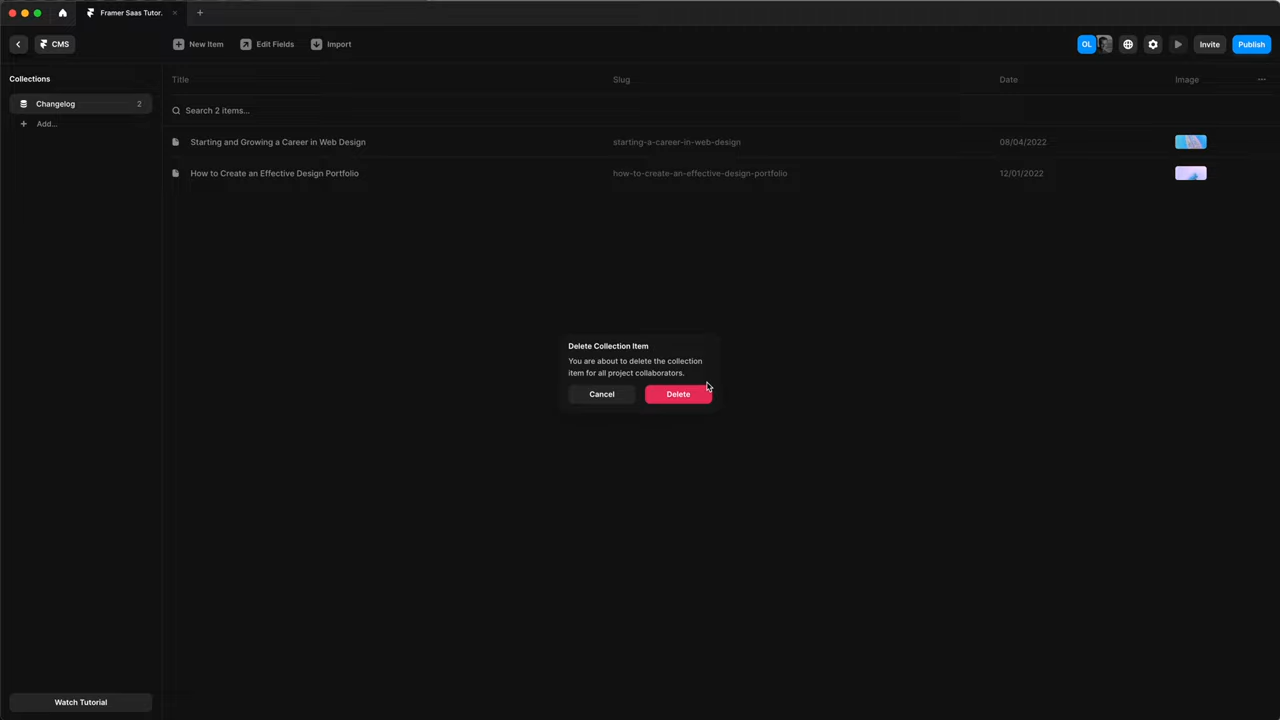 Framer Saas Tutor.
CMS
New Item
Edit Fields
Import
OL
Invite
Publish
Collections
Title
Slug
Date
Image
Changelog
2
Search 2 items...
Add...
Starting and Growing a Career in Web Design
starting-a-career-in-web-design
08/04/2022
How to Create an Effective Design Portfolio
how-to-create-an-effective-design-portfolio
12/01/2022
Delete Collection Item
You are about to delete the collection
item for all project collaborators.
Cancel
Delete
Watch Tutorial